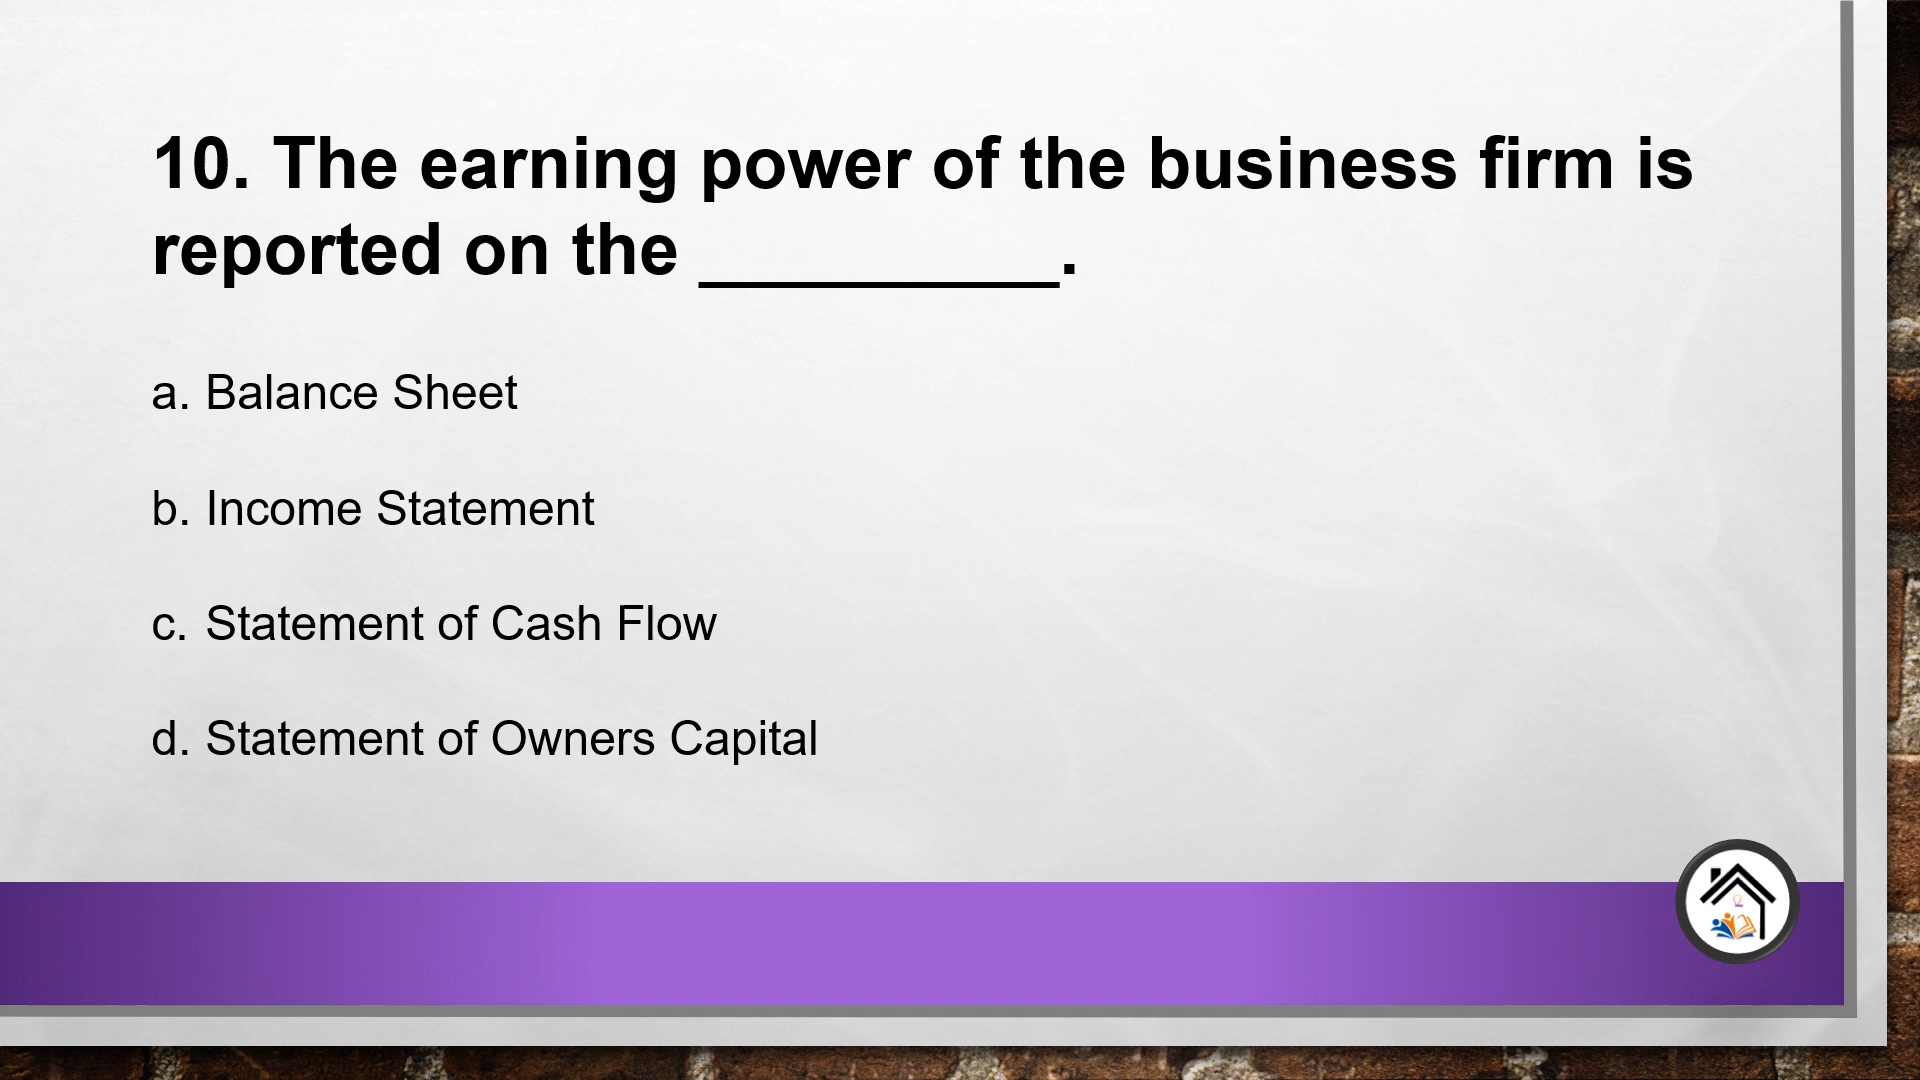 10. The earning power of the business firm is
reported on the __________.
a. Balance Sheet
b. Income Statement
c. Statement of Cash Flow
d. Statement of Owners Capital